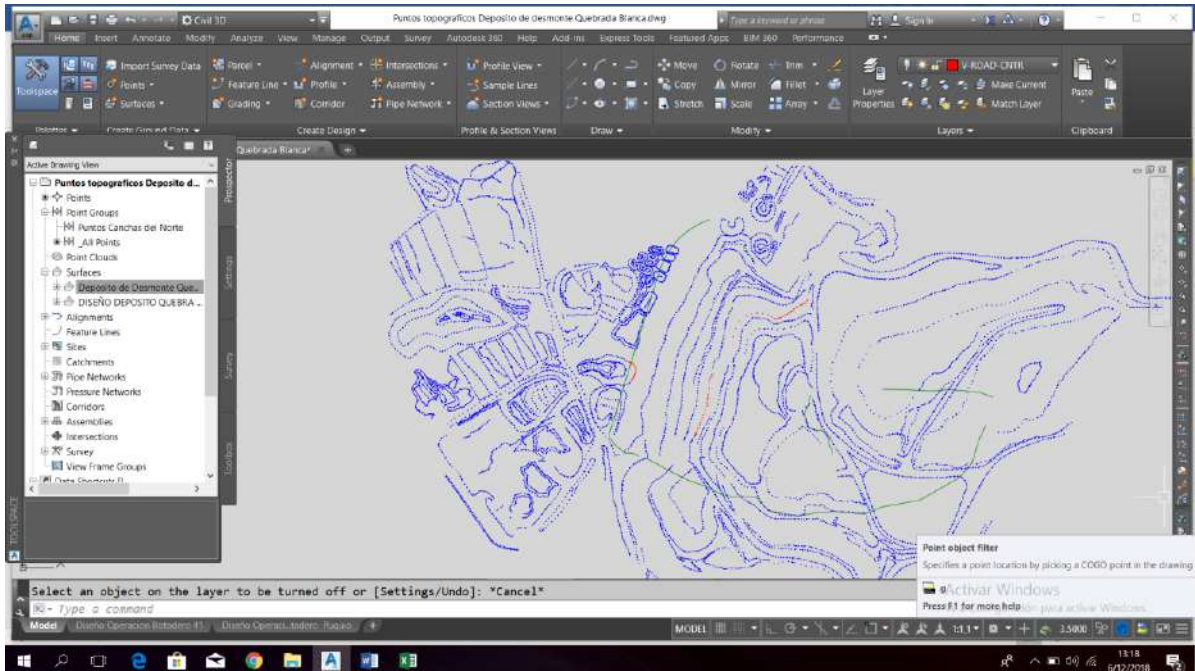 A Civil 3D Puntos topograficos Deposito de desmonte Quebrada Blanca.dwg Type a keyword or phrase Sign In
Home Insert Annotate Modify Analyze View Manage Output Survey Autodesk 360 Help Add-ins Express Tools Featured Apps BIM 360 Performance
Toolspace
Import Survey Data
Points
Surfaces
Parcel
Feature Line
Grading
Alignment
Profile
Corridor
Intersections
Assembly
Pipe Network
Profile View
Sample Lines
Section Views
Move
Copy
Stretch
Rotate
Mirror
Scale
Trim
Fillet
Array
Layer
Properties
V-ROAD-CNTR
Make Current
Match Layer
Paste
Palettes Create Ground Data Create Design Profile & Section Views Draw Modify Layers Clipboard
Quebrada Blanca*
Active Drawing View
Puntos topograficos Deposito d...
Points
Point Groups
Puntos Canchas del Norte
_All Points
Point Clouds
Surfaces
Deposito de Desmonte Que...
DISEÑO DEPOSITO QUEBRA...
Alignments
Feature Lines
Sites
Catchments
Pipe Networks
Pressure Networks
Corridors
Assemblies
Intersections
Survey
View Frame Groups
Data Shortcuts []
Prospector
Settings
Survey
Toolbox
TOOLSPACE
Point object filter
Specifies a point location by picking a COGO point in the drawing
Activar Windows
Press F1 for more help
para activar Windows.
Select an object on the layer to be turned off or [Settings/Undo]: *Cancel*
Type a command
Model Diseño Operacion Botadero #1 MODEL 1:1.1 3.5000
13:18
6/12/2018